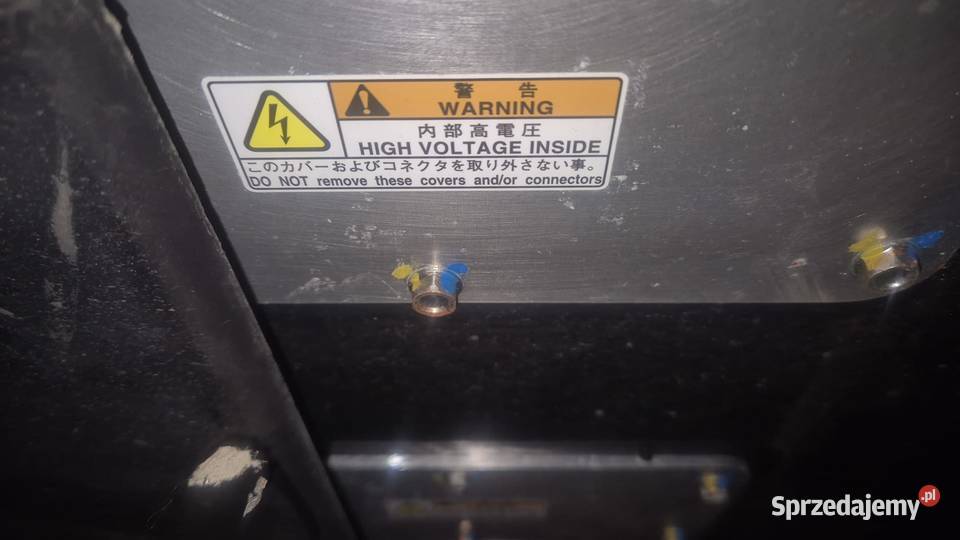 警告
WARNING
内部高電圧
HIGH VOLTAGE INSIDE
このカバーおよびコネクタを取り外さない事。
DO NOT remove these covers and/or connectors
Sprzedajemy.pl